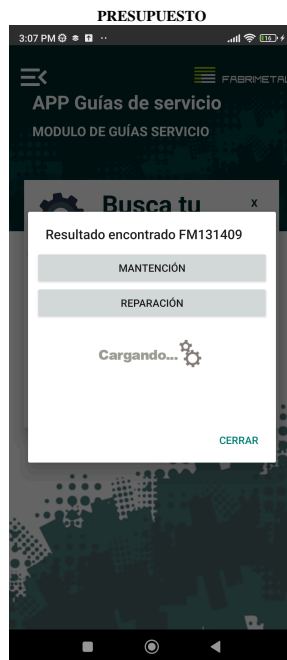 PRESUPUESTO
3:07 PM
16
FABRIMETAL
APP Guías de servicio
MODULO DE GUÍAS SERVICIO
Busca tu
x
Resultado encontrado FM131409
MANTENCIÓN
REPARACIÓN
Cargando...
CERRAR